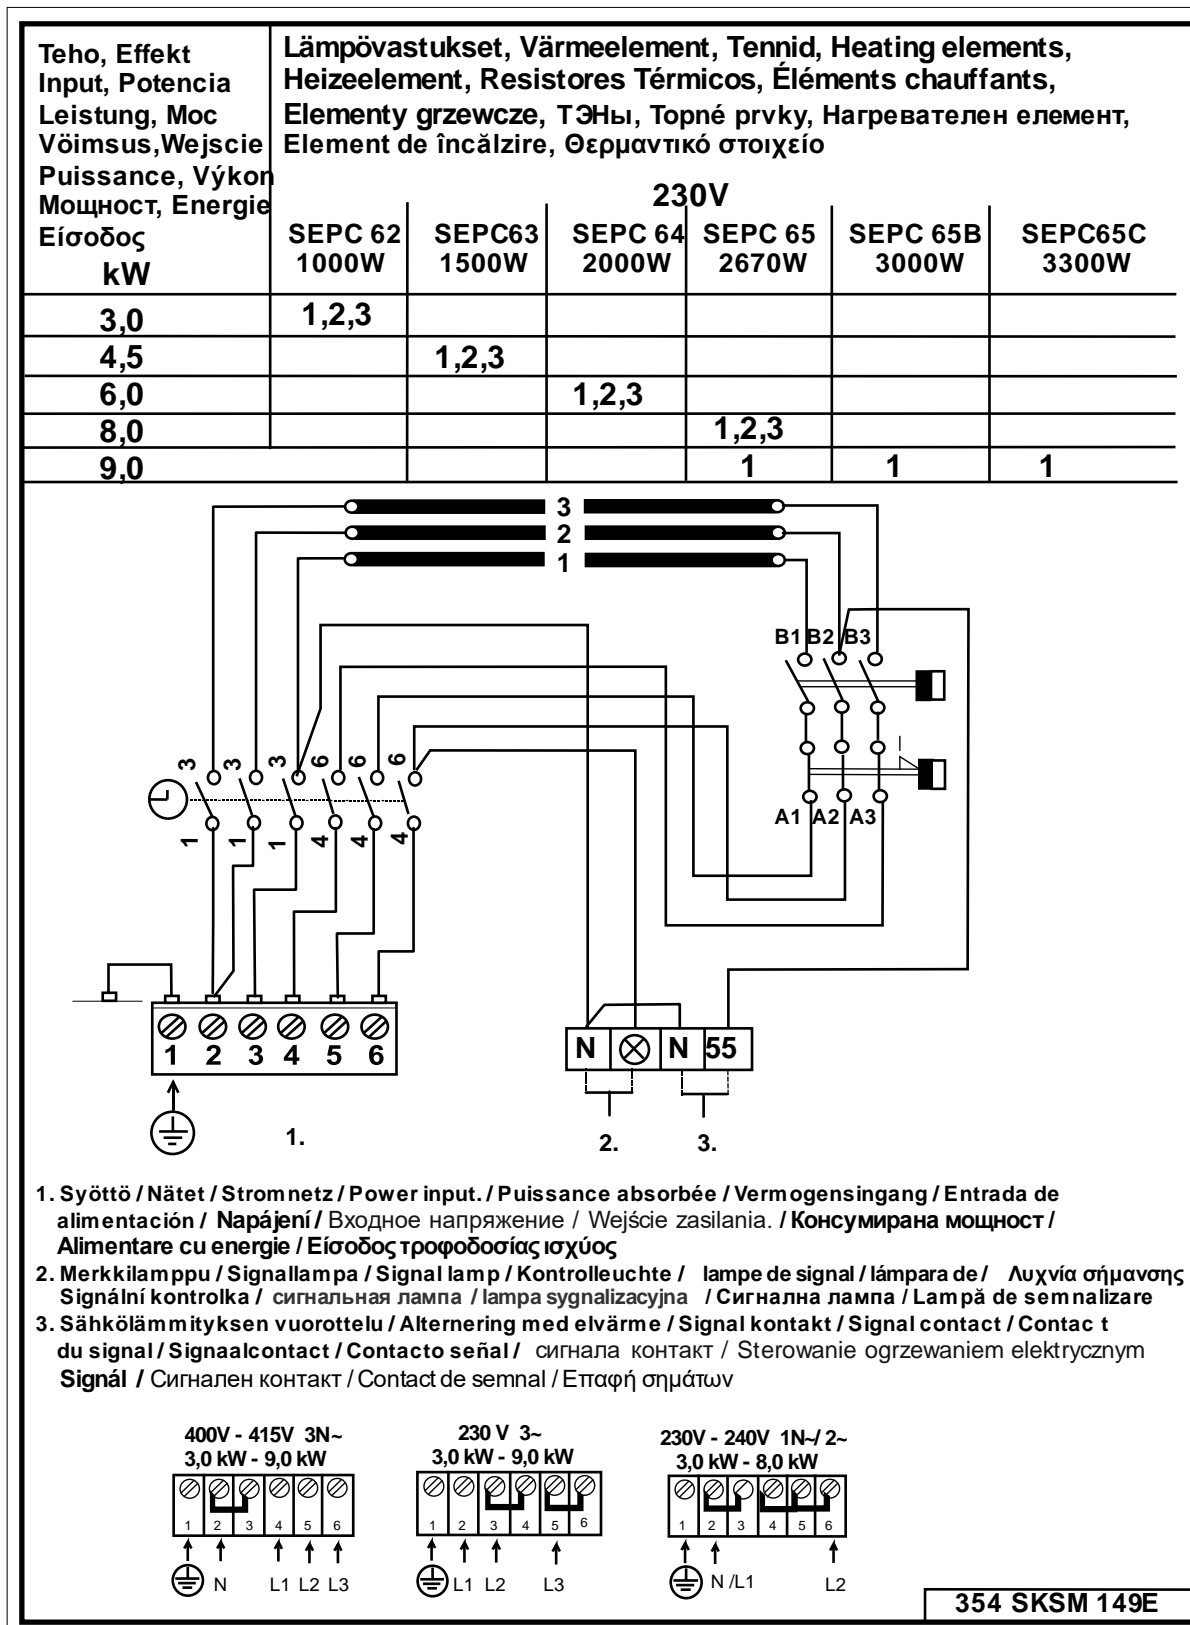 Teho, Effekt
Input, Potencia
Leistung, Moc
Vöimsus,Wejscie
Puissance, Výkon
Мощност, Energie
Είσοδος
kW
Lämpövastukset, Värmeelement, Tennid, Heating elements,
Heizeelement, Resistores Térmicos, Éléments chauffants,
Elementy grzewcze, ТЭНы, Topné prvky, Нагревателен елемент,
Element de încălzire, Θερμαντικό στοιχείο
230V
SEPC 62 SEPC63 SEPC 64 SEPC 65 SEPC 65B SEPC65C
1000W 1500W 2000W 2670W 3000W 3300W
3,0 1,2,3
4,5 1,2,3
6,0 1,2,3
8,0 1,2,3
9,0 1 1 1
3
2
1
B1 B2 B3
3 3 3 6 6 6
A1 A2 A3
1 1 1 4 4 4
1 2 3 4 5 6
N N 55
1. 2. 3.
1. Syöttö / Nätet / Stromnetz / Power input. / Puissance absorbée / Vermogensingang / Entrada de
alimentación / Napájení / Входное напряжение / Wejście zasilania. / Консумирана мощност /
Alimentare cu energie / Είσοδος τροφοδοσίας ισχύος
2. Merkkilamppu / Signallampa / Signal lamp / Kontrolleuchte / lampe de signal / lámpara de / Λυχνία σήμανσης
Signální kontrolka / сигнальная лампа / lampa sygnalizacyjna / Сигнална лампа / Lampă de semnalizare
3. Sähkölämmityksen vuorottelu / Alternering med elvärme / Signal kontakt / Signal contact / Contac t
du signal / Signaalcontact / Contacto señal / сигнала контакт / Sterowanie ogrzewaniem elektrycznym
Signál / Сигнален контакт / Contact de semnal / Επαφή σημάτων
400V - 415V 3N~
3,0 kW - 9,0 kW
1 2 3 4 5 6
N L1 L2 L3
230 V 3~
3,0 kW - 9,0 kW
1 2 3 4 5 6
L1 L2 L3
230V - 240V 1N~/ 2~
3,0 kW - 8,0 kW
1 2 3 4 5 6
N /L1 L2
354 SKSM 149E